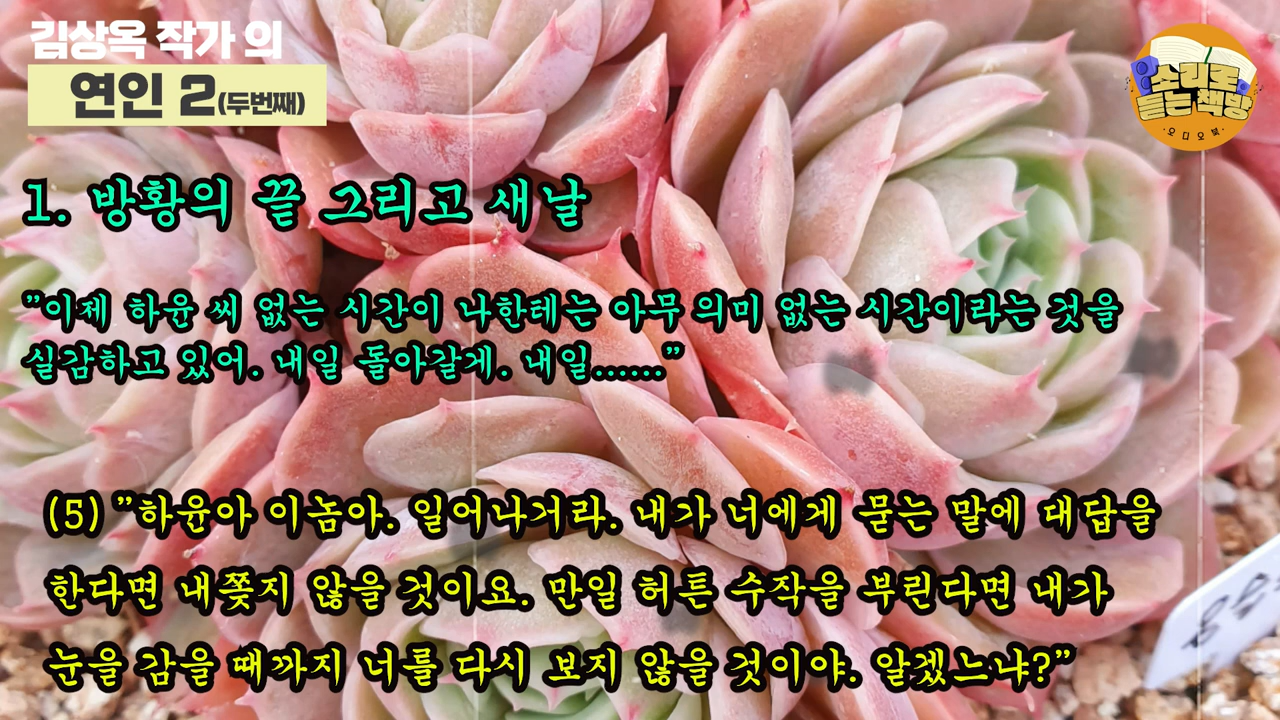 김상옥 작가 의
연인 2(두번째)
소리로
듣는 책방
·오디오북·
1. 방황의 끝 그리고 새날
"이제 하윤 씨 없는 시간이 나한테는 아무 의미 없는 시간이라는 것을
실감하고 있어. 내일 돌아갈게. 내일......"
(5) "하윤아 이놈아. 일어나거라. 내가 너에게 묻는 말에 대답을
한다면 내쫓지 않을 것이요. 만일 허튼 수작을 부린다면 내가
눈을 감을 때까지 너를 다시 보지 않을 것이야. 알겠느냐?"